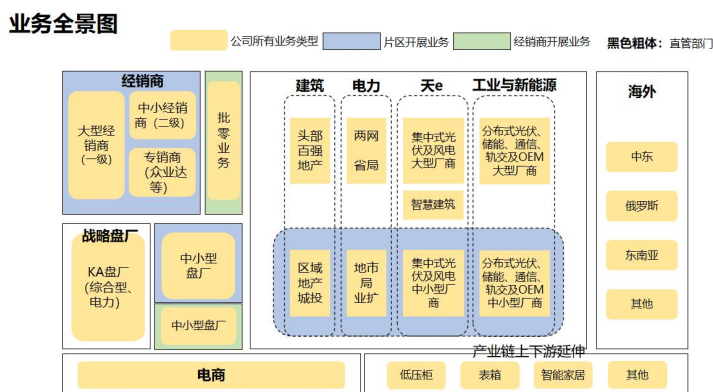 业务全景图
公司所有业务类型
片区开展业务
经销商开展业务
黑色粗体：直管部门
经销商
大型经
销商
(一级)
中小经销
商（二级）
专销商
（众业达
等）
批
零
业
务
战略盘厂
KA盘厂
(综合型、
电力)
中小型
盘厂
中小型盘厂
建筑
头部
百强
地产
区域
地产
城投
电力
两网
省局
地市
局
业扩
天e
集中式光
伏及风电
大型厂商
智慧建筑
集中式光
伏及风电
中小型厂
商
工业与新能源
分布式光伏、
储能、通信、
轨交及OEM
大型厂商
分布式光伏、
储能、通信、
轨交及OEM
中小型厂商
海外
中东
俄罗斯
东南亚
其他
电商
产业链上下游延伸
低压柜
表箱
智能家居
其他